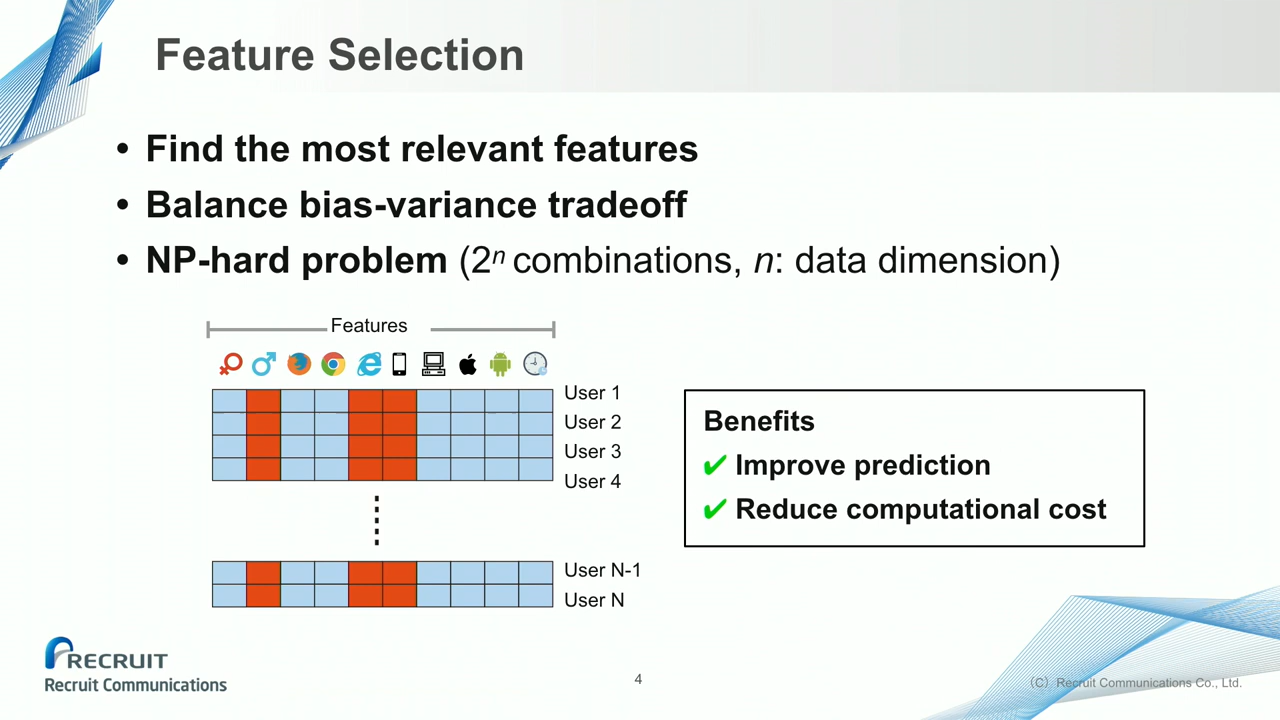 Feature Selection
• Find the most relevant features
• Balance bias-variance tradeoff
• NP-hard problem (2ⁿ combinations, n: data dimension)
Features
User 1
User 2
User 3
User 4
User N-1
User N
Benefits
✔ Improve prediction
✔ Reduce computational cost
RECRUIT
Recruit Communications
4
(C) Recruit Communications Co., Ltd.